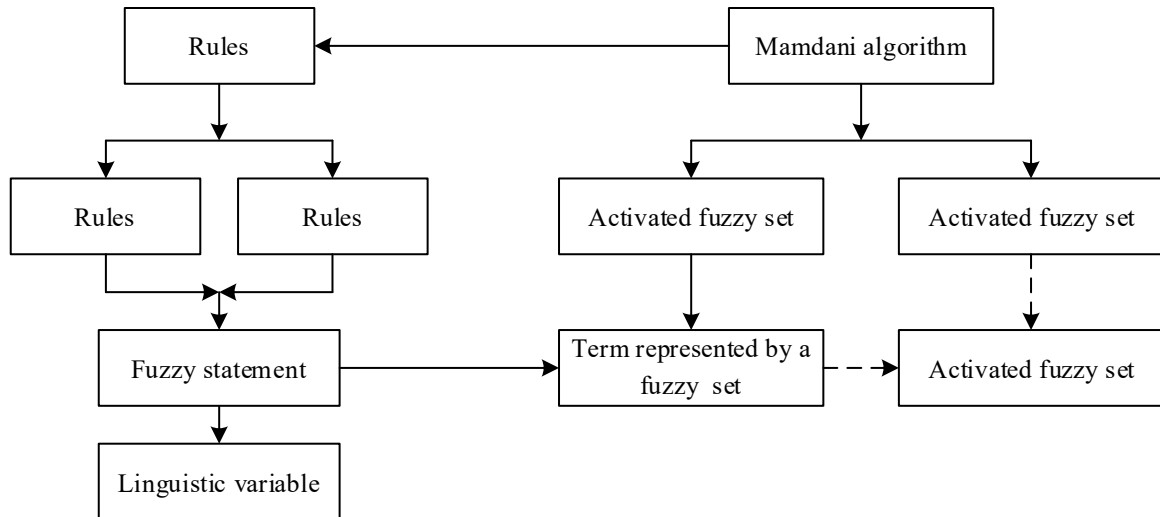 Rules
Mamdani algorithm
Rules
Rules
Activated fuzzy set
Activated fuzzy set
Fuzzy statement
Term represented by a
fuzzy set
Activated fuzzy set
Linguistic variable